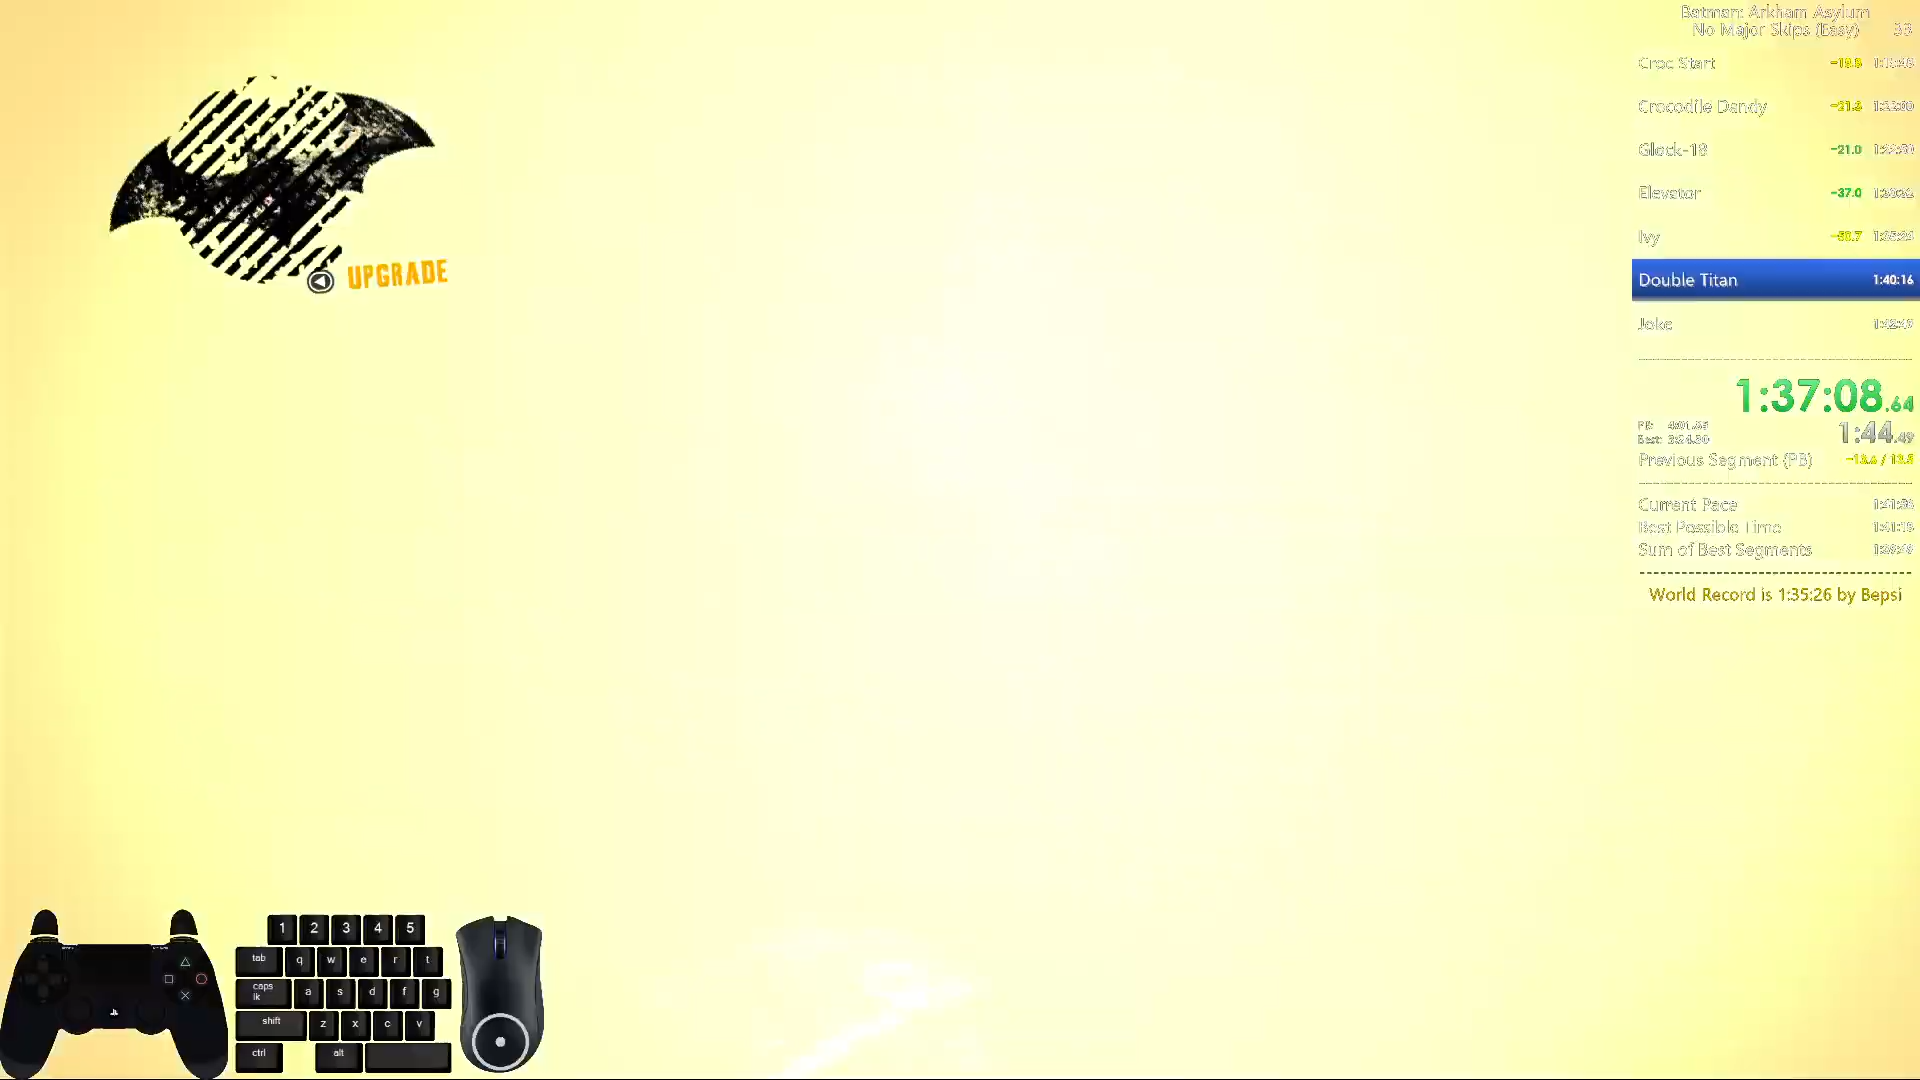 Batman: Arkham Asylum
No Major Skips (Easy) 53
Croc Start
Crocodile Dandy -21.6
Glock-18 -21.0
Elevator -37.0
Ivy
Double Titan 1:40:16
Joke
1:37:08.64
1:44.49
Previous Segment (PB)
Current Pace
Best Possible Time
Sum of Best Segments
World Record is 1:35:26 by Bepsi
UPGRADE
1 2 3 4 5
tab q w e r t
caps lk a s d f g
shift z x c v
ctrl alt